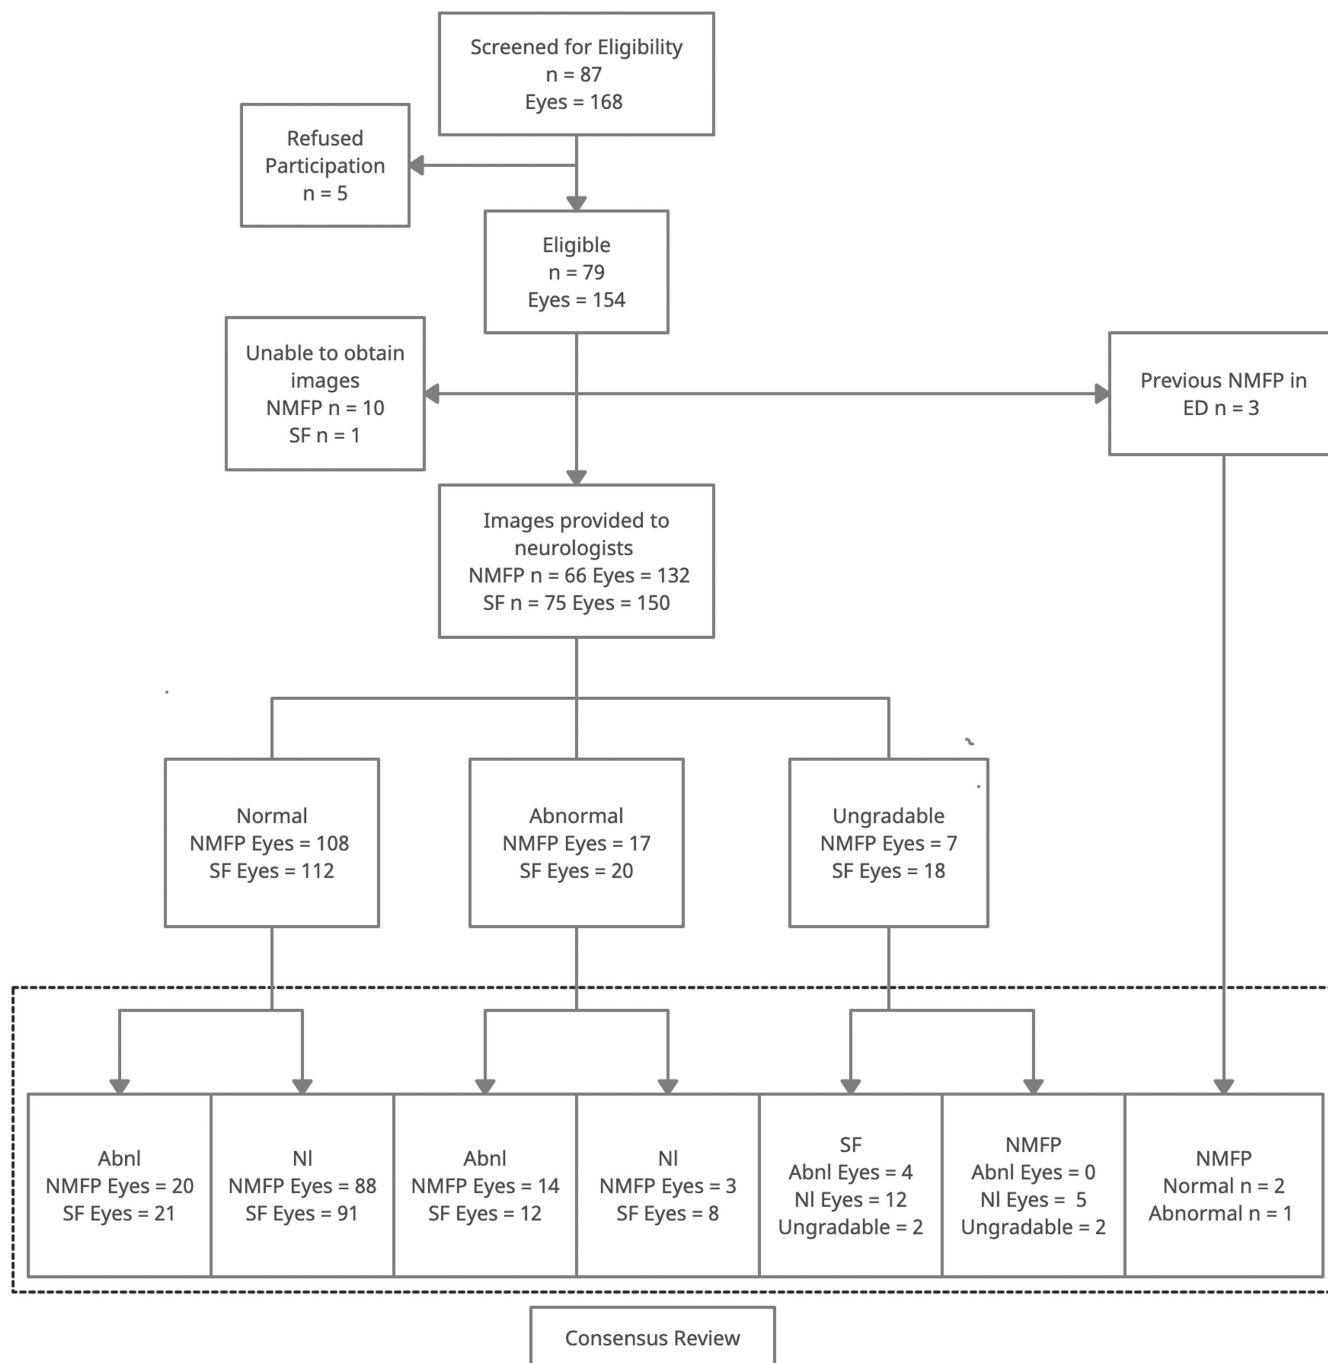 Screened for Eligibility
n = 87
Eyes = 168
Refused
Participation
n = 5
Eligible
n = 79
Eyes = 154
Unable to obtain
images
NMFP n = 10
SF n = 1
Previous NMFP in
ED n = 3
Images provided to
neurologists
NMFP n = 66 Eyes = 132
SF n = 75 Eyes = 150
Normal
NMFP Eyes = 108
SF Eyes = 112
Abnormal
NMFP Eyes = 17
SF Eyes = 20
Ungradable
NMFP Eyes = 7
SF Eyes = 18
Abnl
NMFP Eyes = 20
SF Eyes = 21
Nl
NMFP Eyes = 88
SF Eyes = 91
Abnl
NMFP Eyes = 14
SF Eyes = 12
Nl
NMFP Eyes = 3
SF Eyes = 8
SF
Abnl Eyes = 4
Nl Eyes = 12
Ungradable = 2
NMFP
Abnl Eyes = 0
Nl Eyes =  5
Ungradable = 2
NMFP
Normal n = 2
Abnormal n = 1
Consensus Review